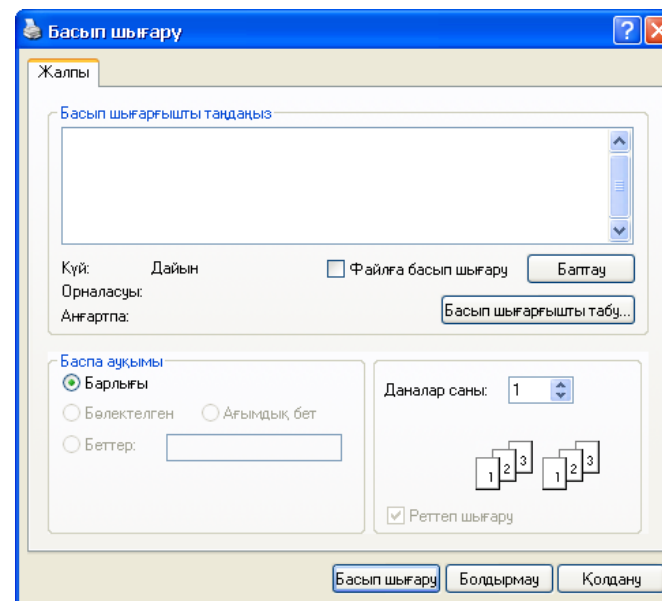 Басып шығару
Жалпы
Басып шығарғышты таңдаңыз
Күй: Дайын
Файлға басып шығару
Баптау
Орналасуы:
Аңғартпа:
Басып шығарғышты табу...
Баспа ауқымы
Барлығы
Бөлектелген
Ағымдық бет
Беттер:
Даналар саны: 1
1 2 3 1 2 3
Реттеп шығару
Басып шығару
Болдырмау
Қолдану